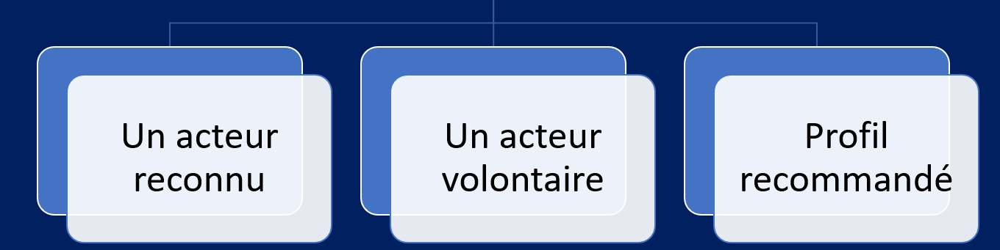 Un acteur
reconnu
Un acteur
volontaire
Profil
recommandé